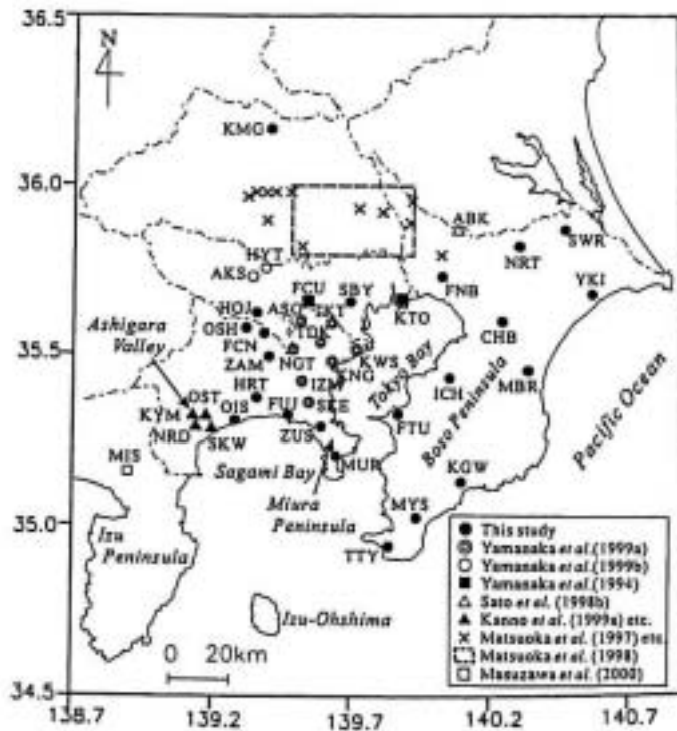 36.5
N
KMG
36.0
ABK
SWR
HYT
NRT
AKS
FCU
SBY
FNB
YKI
HOJ
ASO
SKT
KTO
Ashigara
Valley
OSH
TDK
CHB
FCN
KWS
35.5
ZAM
NGT
ENG
Tokyo Bay
MBR
HRT
IZM
ICH
OST
KYM
OIS
FUJ
SKE
FTU
Boso Peninsula
Pacific Ocean
NRD
SKW
ZUS
MIS
Sagami Bay
MUR
KGW
Miura
Peninsula
MYS
35.0
Izu
Peninsula
TTY
Izu-Ohshima
0 20km
This study
Yamanaka et al.(1999a)
Yamanaka et al.(1999b)
Yamanaka et al.(1994)
Sato et al. (1998b)
Kanno et al. (1999a) etc.
Matsuoka et al. (1997) etc.
Matsuoka et al. (1998)
Masuzawa et al. (2000)
34.5
138.7 139.2 139.7 140.2 140.7